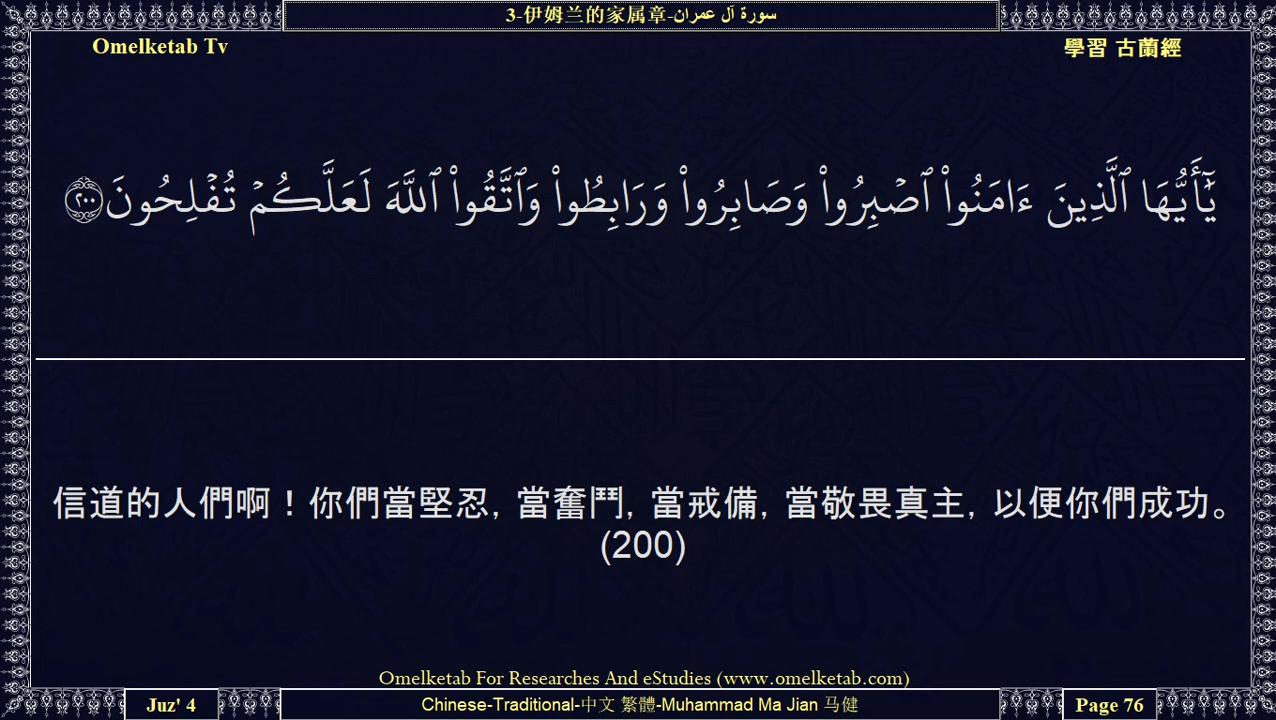 3-伊姆兰的家属章-سورة آل عمران
Omelketab Tv
學習 古蘭經
يَٰٓأَيُّهَا ٱلَّذِينَ ءَامَنُوا۟ ٱصْبِرُوا۟ وَصَابِرُوا۟ وَرَابِطُوا۟ وَٱتَّقُوا۟ ٱللَّهَ لَعَلَّكُمْ تُفْلِحُونَ ٢٠٠
信道的人們啊！你們當堅忍, 當奮鬥, 當戒備, 當敬畏真主, 以便你們成功。
(200)
Omelketab For Researches And eStudies (www.omelketab.com)
Juz' 4
Chinese-Traditional-中文 繁體-Muhammad Ma Jian 马健
Page 76